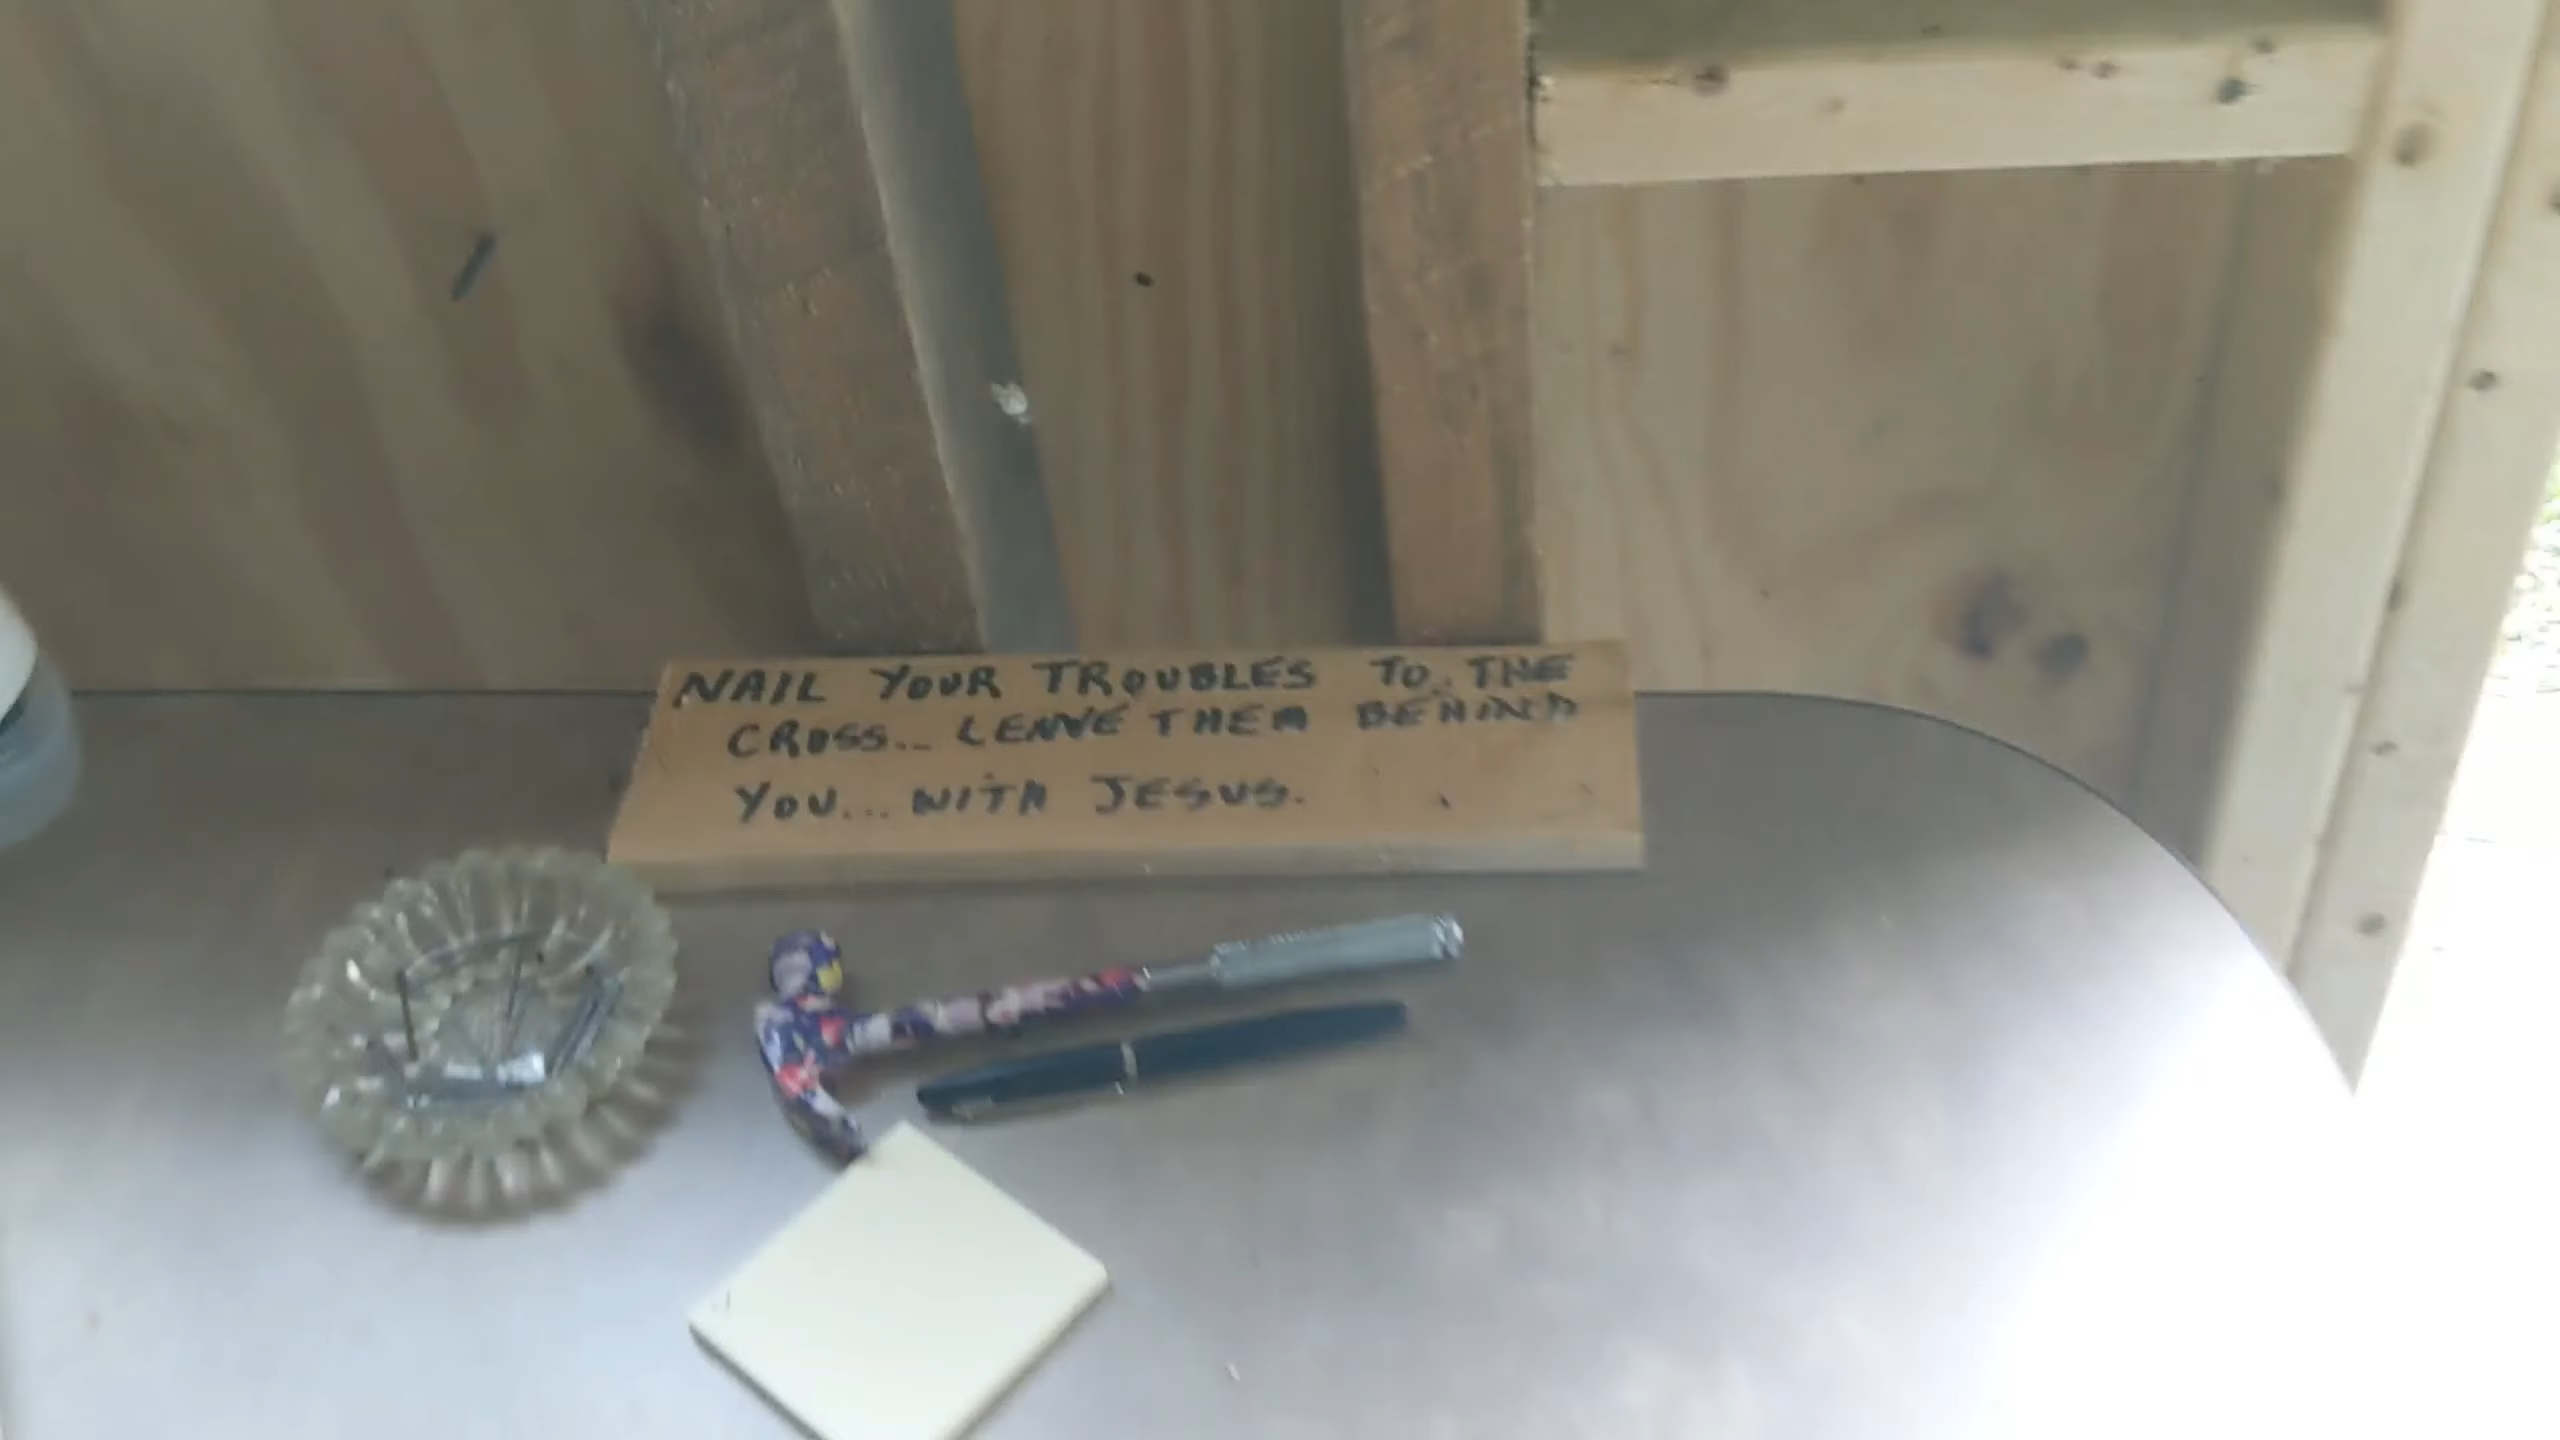 NAIL YOUR TROUBLES TO THE
CROSS... LEAVE THEM BEHIND
YOU... WITH JESUS.